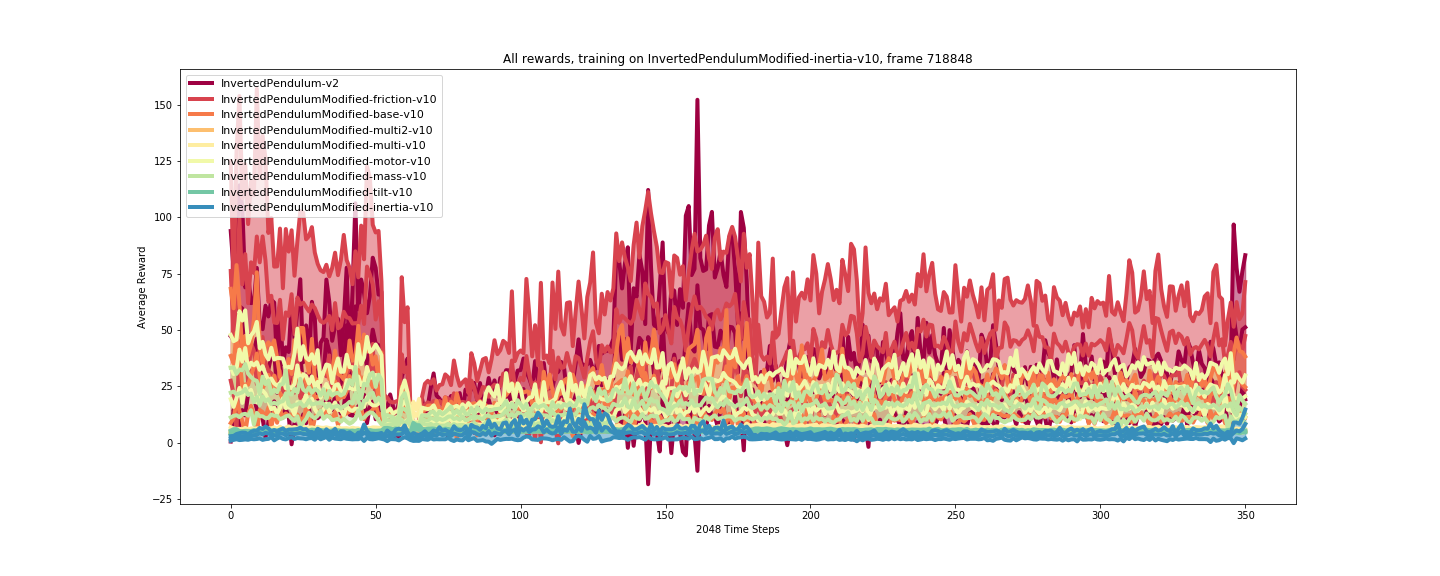 All rewards, training on InvertedPendulumModified-inertia-v10, frame 718848
InvertedPendulum-v2
InvertedPendulumModified-friction-v10
InvertedPendulumModified-base-v10
InvertedPendulumModified-multi2-v10
InvertedPendulumModified-multi-v10
InvertedPendulumModified-motor-v10
InvertedPendulumModified-mass-v10
InvertedPendulumModified-tilt-v10
InvertedPendulumModified-inertia-v10
Average Reward
150
125
100
75
50
25
0
−25
0 50 100 150 200 250 300 350
2048 Time Steps